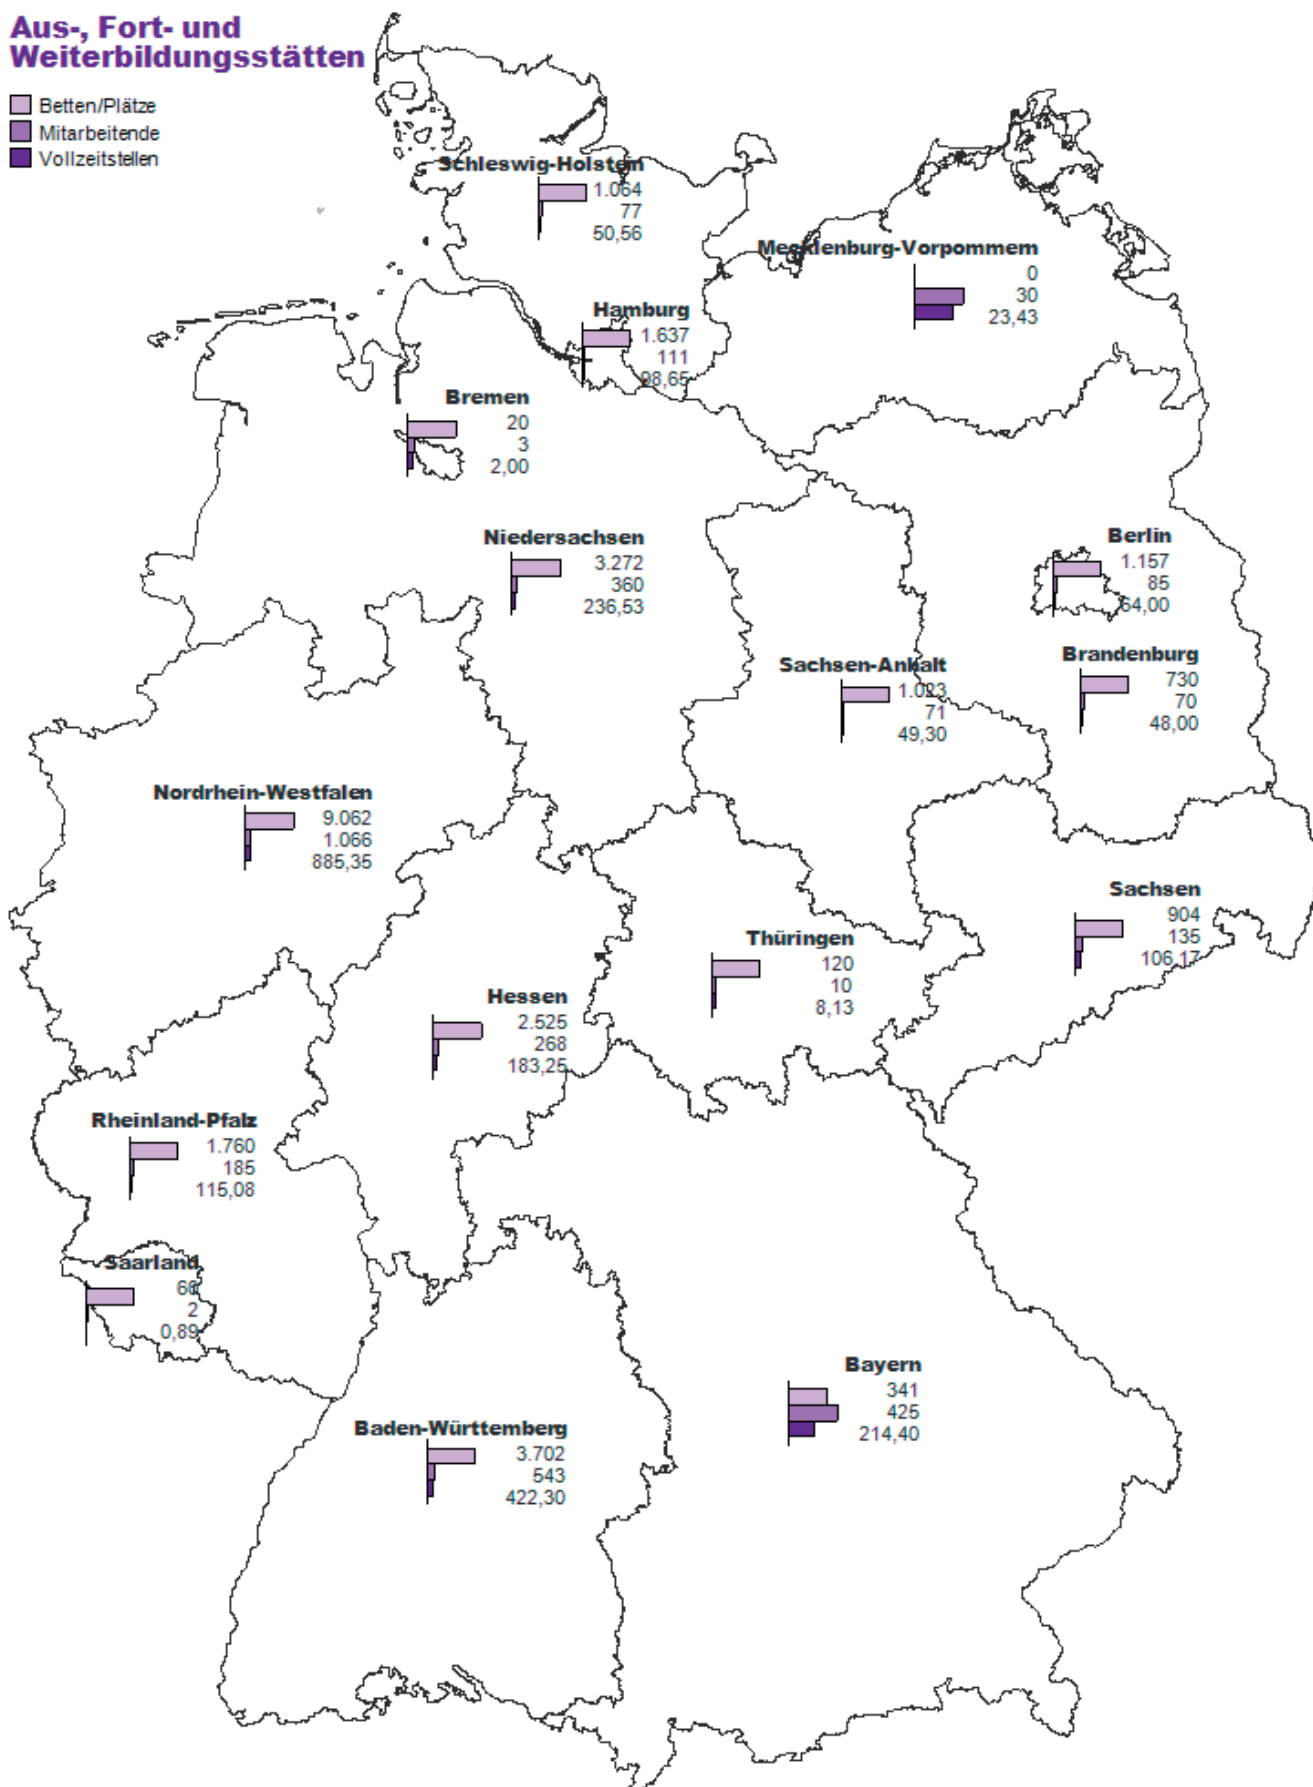 Aus-, Fort- und
Weiterbildungsstätten
Betten/Plätze
Mitarbeitende
Vollzeitstellen
Schleswig-Holstein
1.064
77
50,56
Mecklenburg-Vorpommern
0
30
23,43
Hamburg
1.637
111
98,65
Bremen
20
3
2,00
Niedersachsen
3.272
360
236,53
Berlin
1.157
85
64,00
Brandenburg
730
70
48,00
Sachsen-Anhalt
1.023
71
49,30
Nordrhein-Westfalen
9.062
1.066
885,35
Sachsen
904
135
106,17
Thüringen
120
10
8,13
Hessen
2.525
268
183,25
Rheinland-Pfalz
1.760
185
115,08
Saarland
66
2
0,89
Bayern
341
425
214,40
Baden-Württemberg
3.702
543
422,30